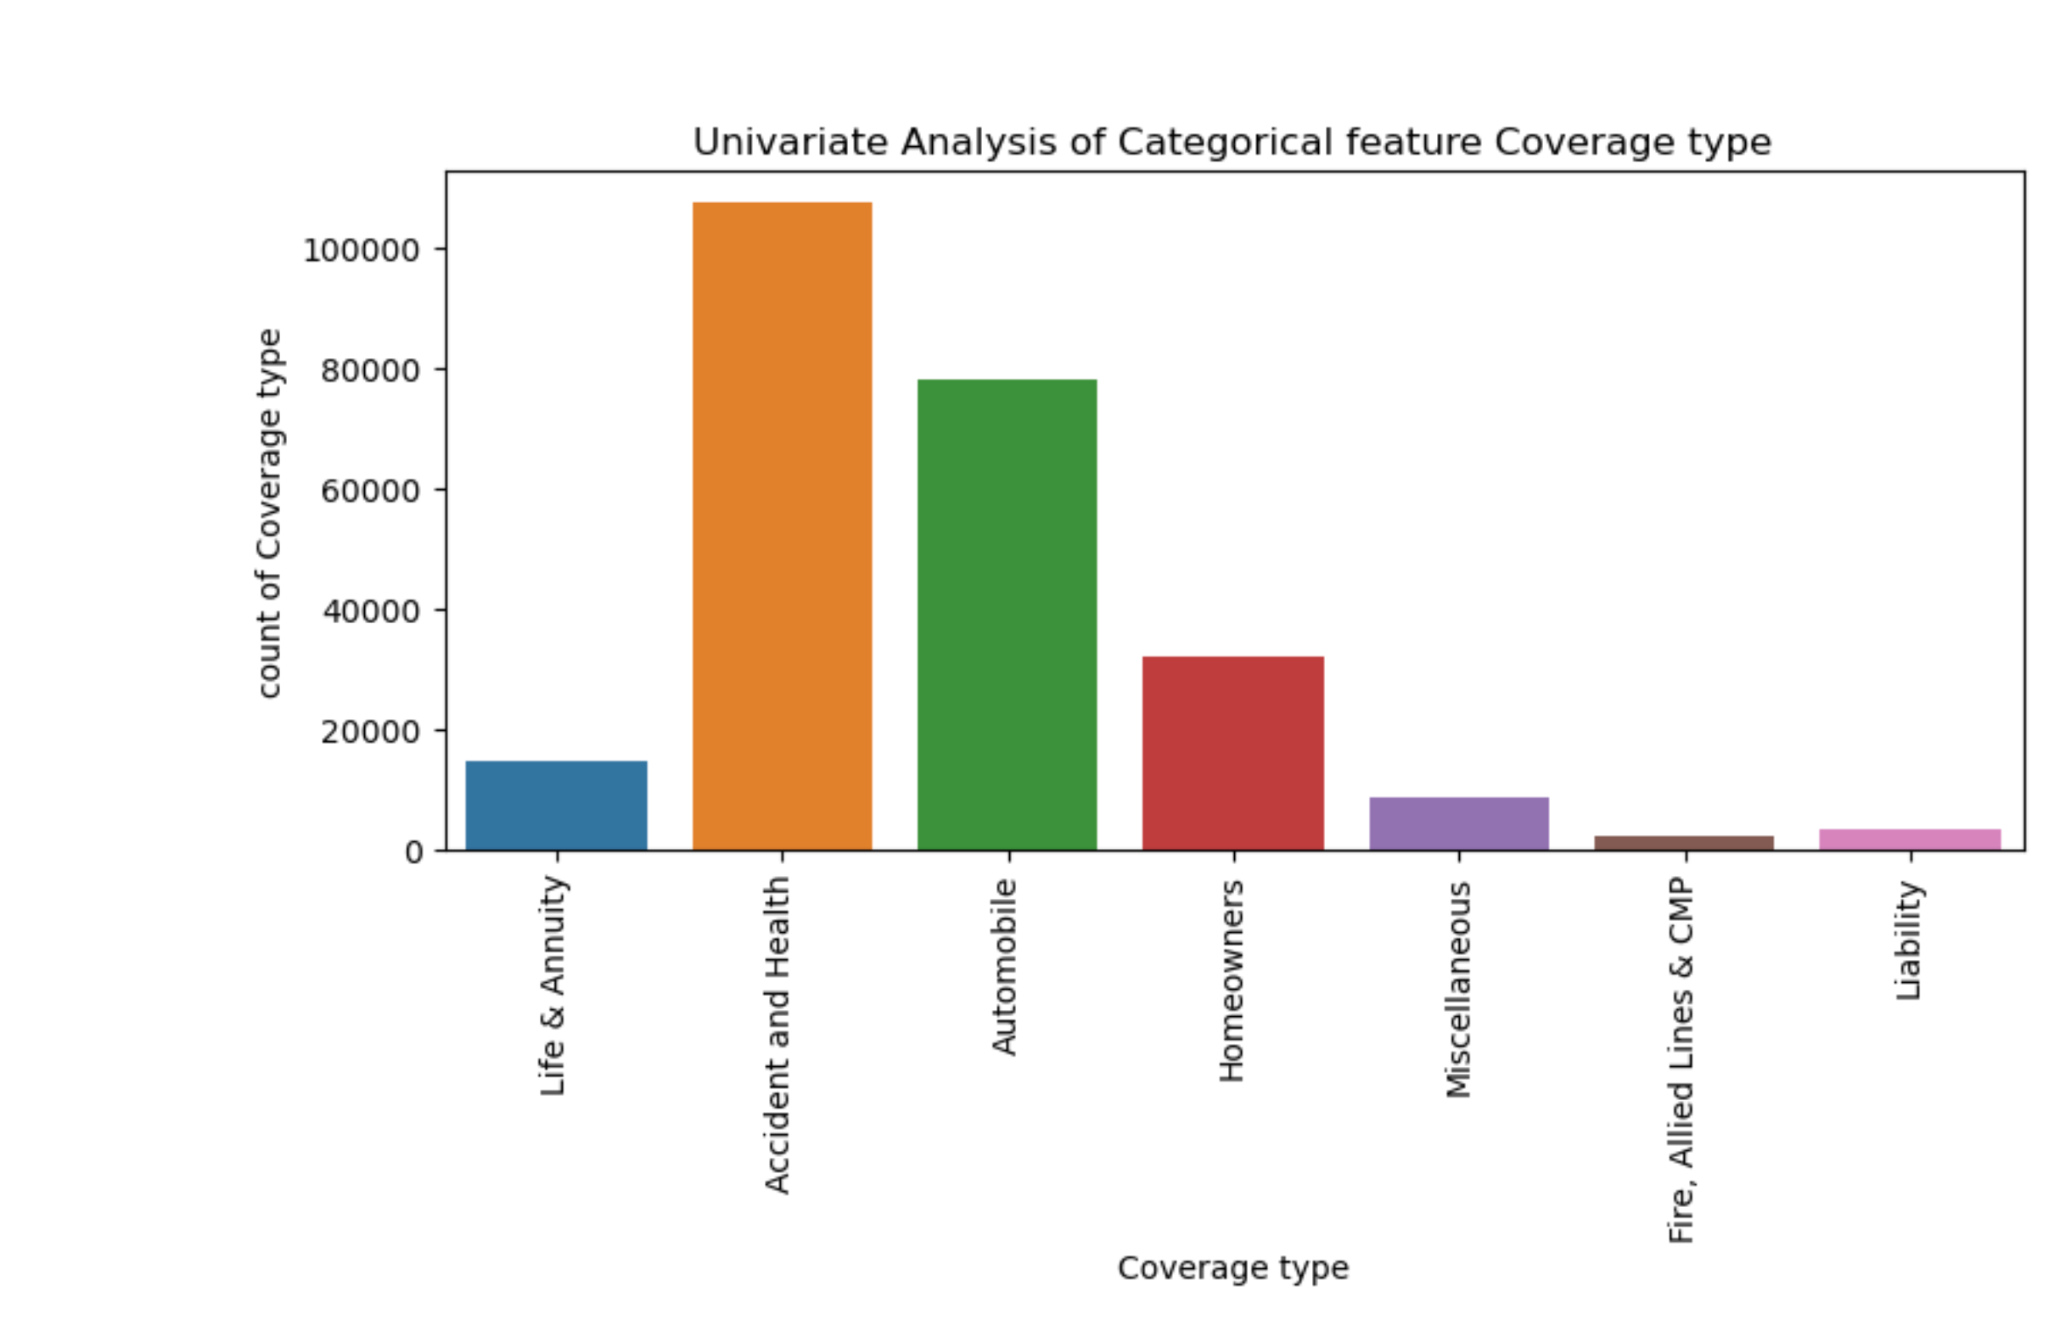 Univariate Analysis of Categorical feature Coverage type
count of Coverage type
100000
80000
60000
40000
20000
0
Life & Annuity
Accident and Health
Automobile
Homeowners
Miscellaneous
Fire, Allied Lines & CMP
Liability
Coverage type